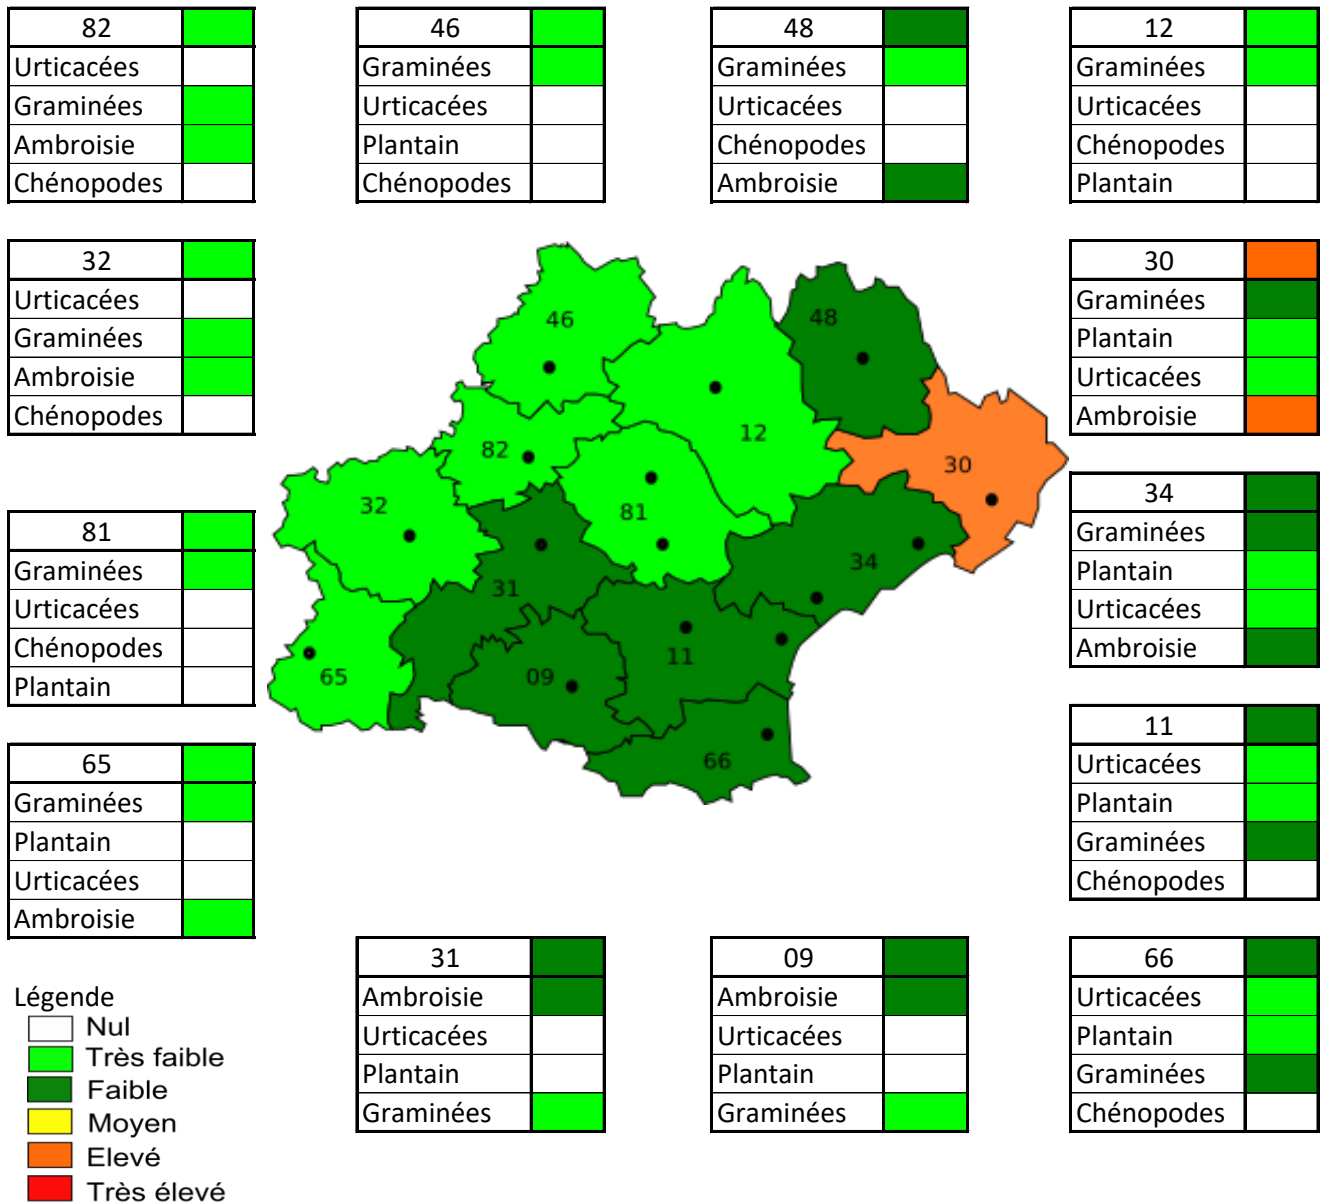 82
Urticacées
Graminées
Ambroisie
Chénopodes
46
Graminées
Urticacées
Plantain
Chénopodes
48
Graminées
Urticacées
Chénopodes
Ambroisie
12
Graminées
Urticacées
Chénopodes
Plantain
32
Urticacées
Graminées
Ambroisie
Chénopodes
30
Graminées
Plantain
Urticacées
Ambroisie
81
Graminées
Urticacées
Chénopodes
Plantain
34
Graminées
Plantain
Urticacées
Ambroisie
65
Graminées
Plantain
Urticacées
Ambroisie
11
Urticacées
Plantain
Graminées
Chénopodes
46
48
12
82
30
32
81
34
31
11
09
65
66
31
Ambroisie
Urticacées
Plantain
Graminées
09
Ambroisie
Urticacées
Plantain
Graminées
66
Urticacées
Plantain
Graminées
Chénopodes
Légende
Nul
Très faible
Faible
Moyen
Elevé
Très élevé